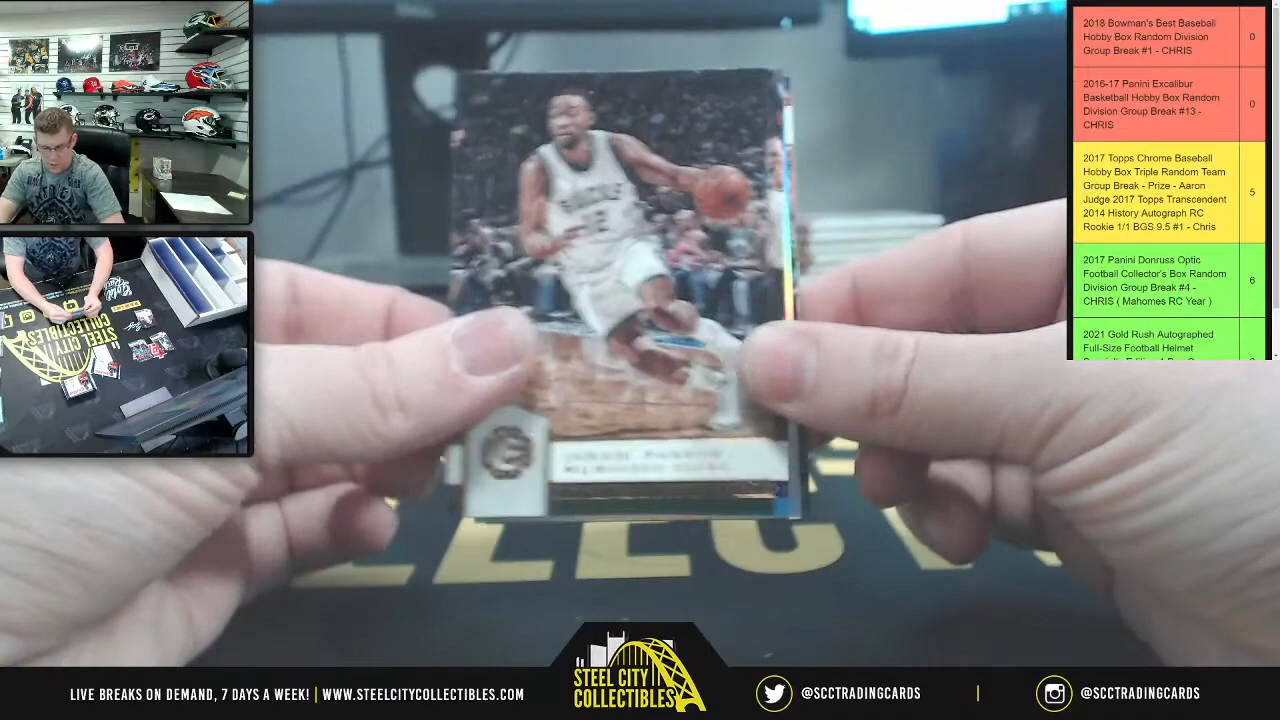 2018 Bowman's Best Baseball
Hobby Box Random Division
Group Break #1 - CHRIS
0
2016-17 Panini Excalibur
Basketball Hobby Box Random
Division Group Break #13 -
CHRIS
0
2017 Topps Chrome Baseball
Hobby Box Triple Random Team
Group Break - Prize - Aaron
Judge 2017 Topps Transcendent
2014 History Autograph RC
Rookie 1/1 BGS 9.5 #1 - Chris
5
2017 Panini Donruss Optic
Football Collector's Box Random
Division Group Break #4 -
CHRIS ( Mahomes RC Year )
6
2021 Gold Rush Autographed
Full-Size Football Helmet
BUCKS
12
STEEL CITY
COLLECTIBLES
STEEL CITY
COLLECTIBLES
LIVE BREAKS ON DEMAND, 7 DAYS A WEEK! | WWW.STEELCITYCOLLECTIBLES.COM
@SCCTRADINGCARDS
|
@SCCTRADINGCARDS